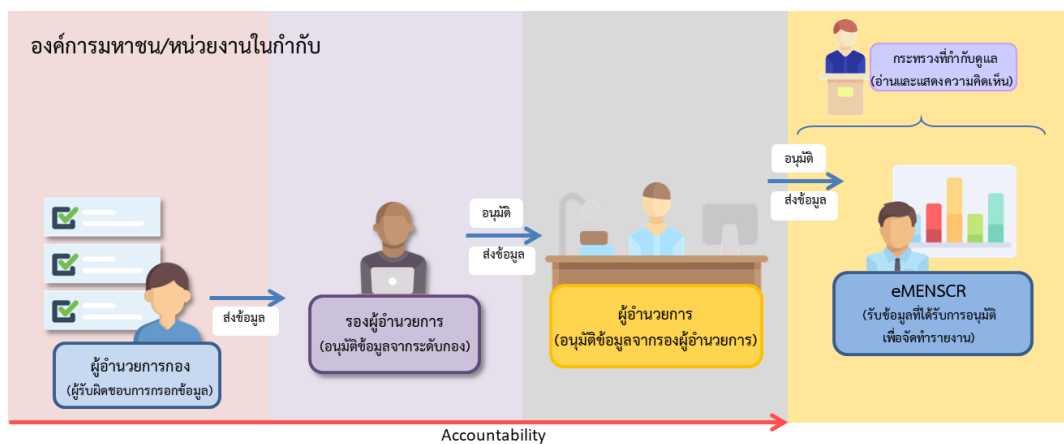 องค์การมหาชน/หน่วยงานในกำกับ
กระทรวงที่กำกับดูแล
(อ่านและแสดงความคิดเห็น)
อนุมัติ
ส่งข้อมูล
อนุมัติ
ส่งข้อมูล
ส่งข้อมูล
ผู้อำนวยการกอง
(ผู้รับผิดชอบการกรอกข้อมูล)
รองผู้อำนวยการ
(อนุมัติข้อมูลจากระดับกอง)
ผู้อำนวยการ
(อนุมัติข้อมูลจากรองผู้อำนวยการ)
eMENSCR
(รับข้อมูลที่ได้รับการอนุมัติ
เพื่อจัดทำรายงาน)
Accountability